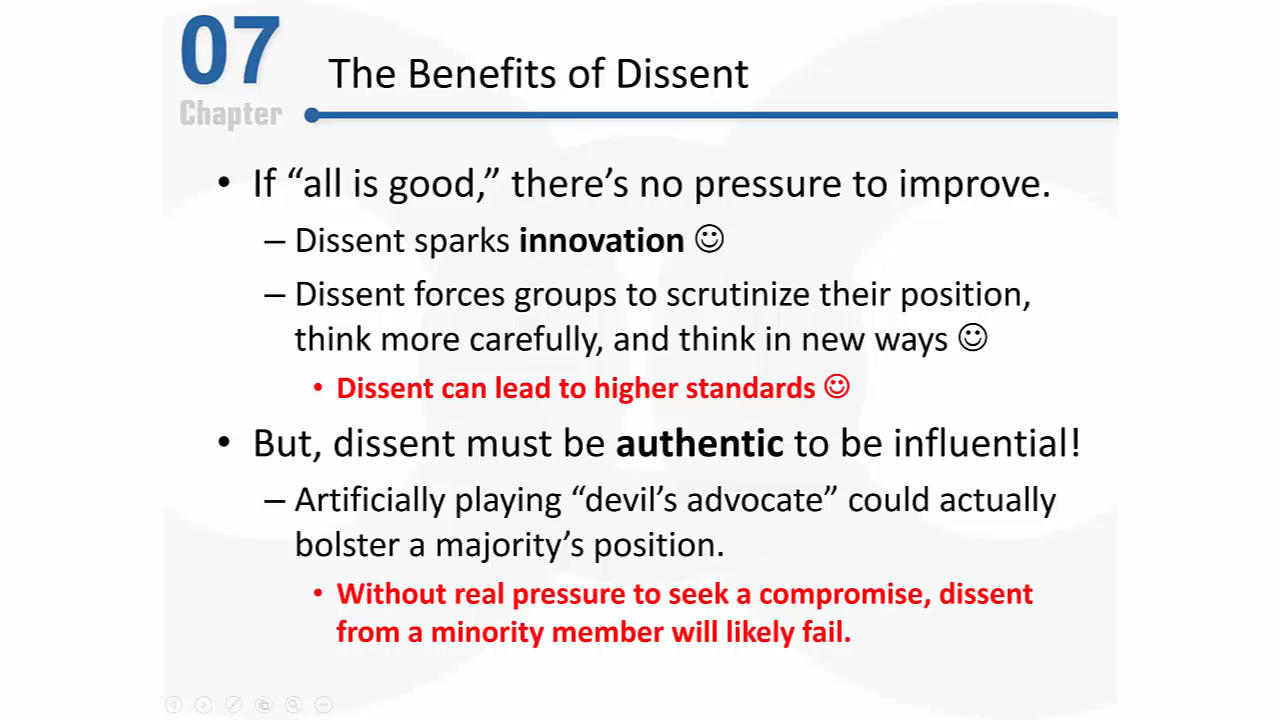 07
Chapter
The Benefits of Dissent
• If “all is good,” there’s no pressure to improve.
– Dissent sparks innovation ☺
– Dissent forces groups to scrutinize their position,
think more carefully, and think in new ways ☺
• Dissent can lead to higher standards ☺
• But, dissent must be authentic to be influential!
– Artificially playing “devil’s advocate” could actually
bolster a majority’s position.
• Without real pressure to seek a compromise, dissent
from a minority member will likely fail.